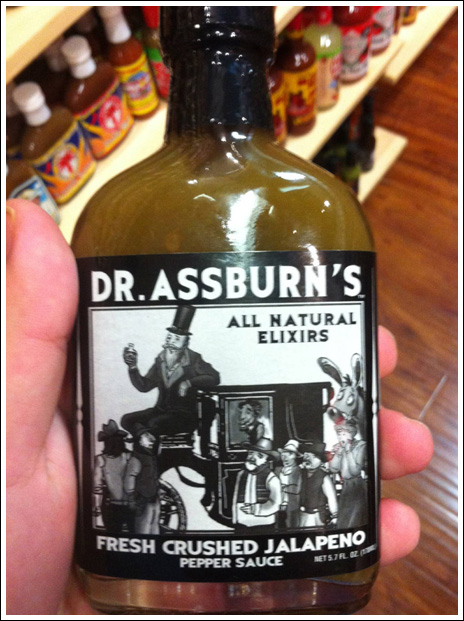 DR. ASSBURN'S
ALL NATURAL
ELIXIRS
FRESH CRUSHED JALAPENO
PEPPER SAUCE
NET 5.7 FL. OZ.